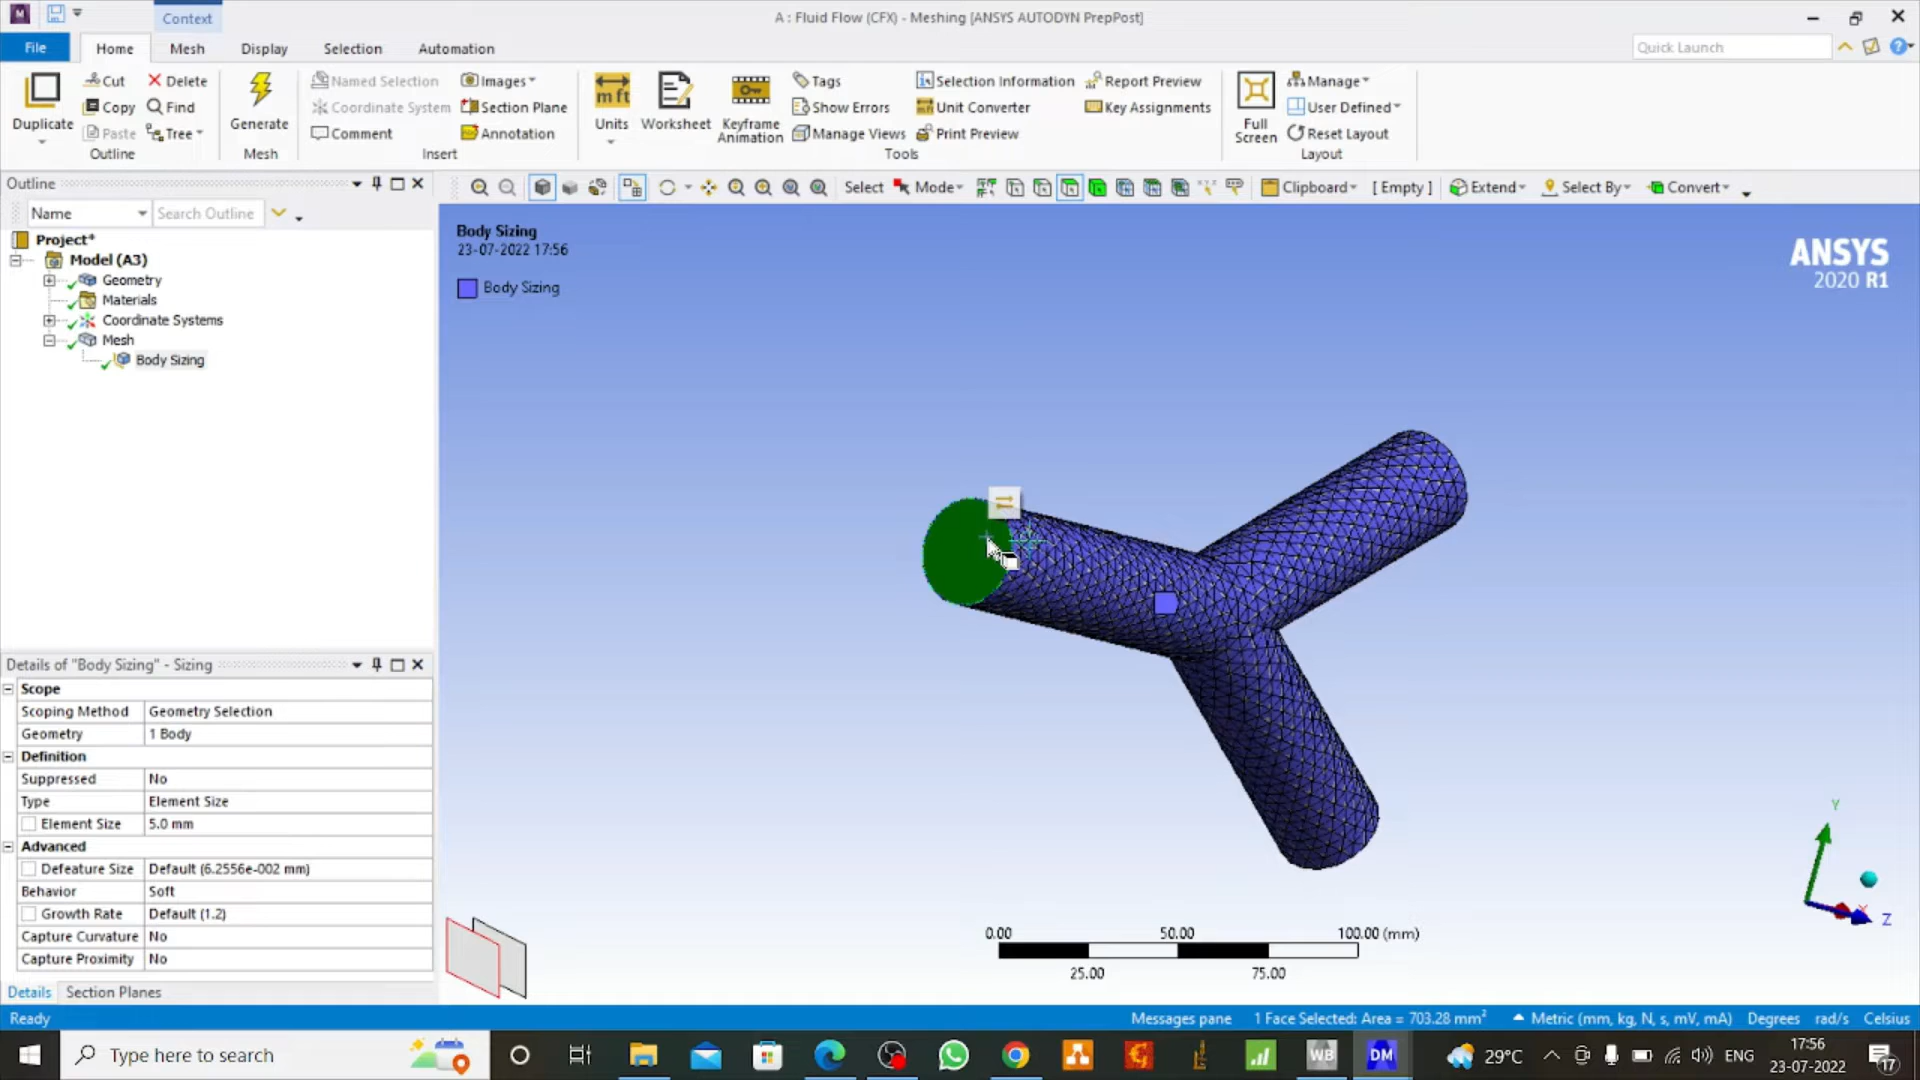 Context
A : Fluid Flow (CFX) - Meshing [ANSYS AUTODYN PrepPost]
File Home Mesh Display Selection Automation
Quick Launch
Duplicate
Cut
Copy
Paste
Delete
Find
Tree
Outline
Generate
Mesh
Named Selection
Coordinate System
Comment
Images
Section Plane
Annotation
Insert
Units
Worksheet
Keyframe
Animation
Tags
Show Errors
Manage Views
Selection Information
Unit Converter
Print Preview
Report Preview
Key Assignments
Tools
Full
Screen
Manage
User Defined
Reset Layout
Layout
Outline
Select Mode Clipboard [ Empty ] Extend Select By Convert
Name Search Outline
Project*
Model (A3)
Geometry
Materials
Coordinate Systems
Mesh
Body Sizing
Body Sizing
23-07-2022 17:56
Body Sizing
ANSYS
2020 R1
Details of "Body Sizing" - Sizing
Scope
Scoping Method Geometry Selection
Geometry 1 Body
Definition
Suppressed No
Type Element Size
Element Size 5.0 mm
Advanced
Defeature Size Default (6.2556e-002 mm)
Behavior Soft
Growth Rate Default (1.2)
Capture Curvature No
Capture Proximity No
Details Section Planes
0.00 50.00 100.00 (mm)
25.00 75.00
Y
X
Z
Ready
Messages pane 1 Face Selected: Area = 703.28 mm² Metric (mm, kg, N, s, mV, mA) Degrees rad/s Celsius
Type here to search
WB
DM
29°C
ENG
17:56
23-07-2022
17